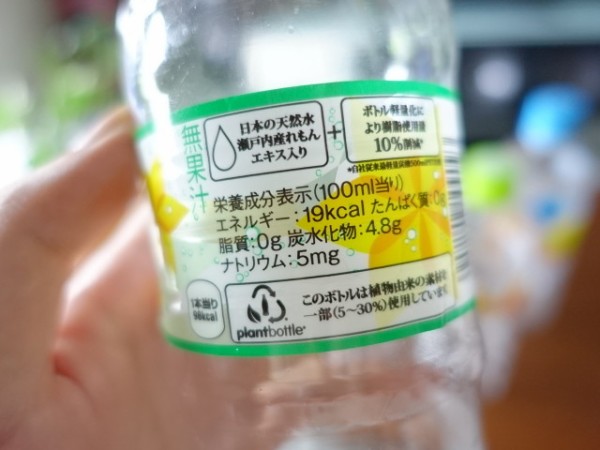 無果汁
日本の天然水
瀬戸内産れもん
エキス入り
+
ボトル軽量化に
より樹脂使用量
10%削減*
栄養成分表示(100ml当り)
エネルギー:19kcal たんぱく質:0g
脂質:0g 炭水化物:4.8g
ナトリウム:5mg
1本当り
plantbottle
このボトルは植物由来の素材を
一部(5〜30%)使用しています